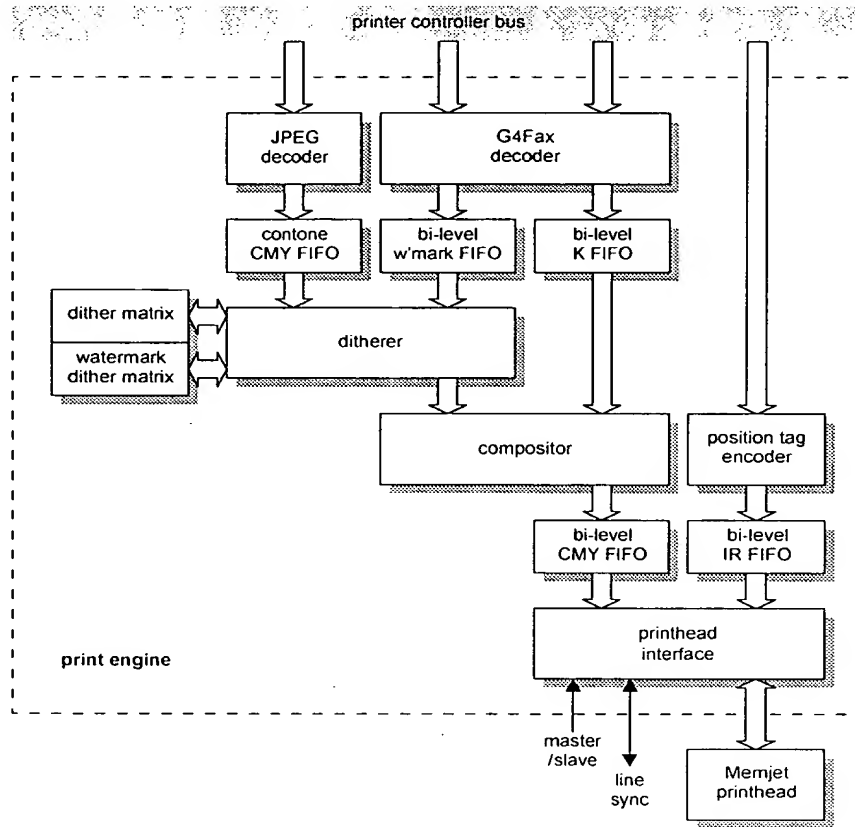 printer controller bus
JPEG
decoder
G4Fax
decoder
contone
CMY FIFO
bi-level
w'mark FIFO
bi-level
K FIFO
dither matrix
watermark
dither matrix
ditherer
compositor
position tag
encoder
bi-level
CMY FIFO
bi-level
IR FIFO
printhead
interface
print engine
master
/slave
line
sync
Memjet
printhead